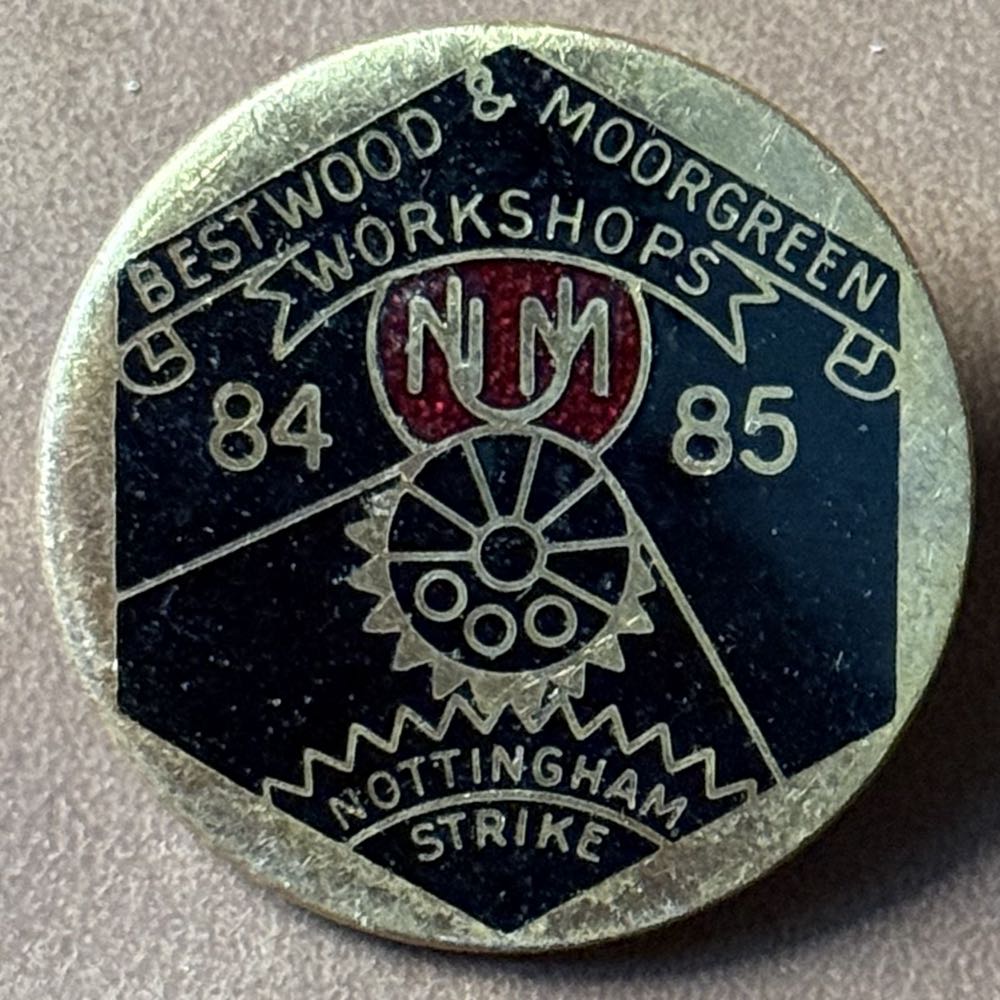 BESTWOOD & MOORGREEN
WORKSHOPS
NUM
84 85
NOTTINGHAM
STRIKE